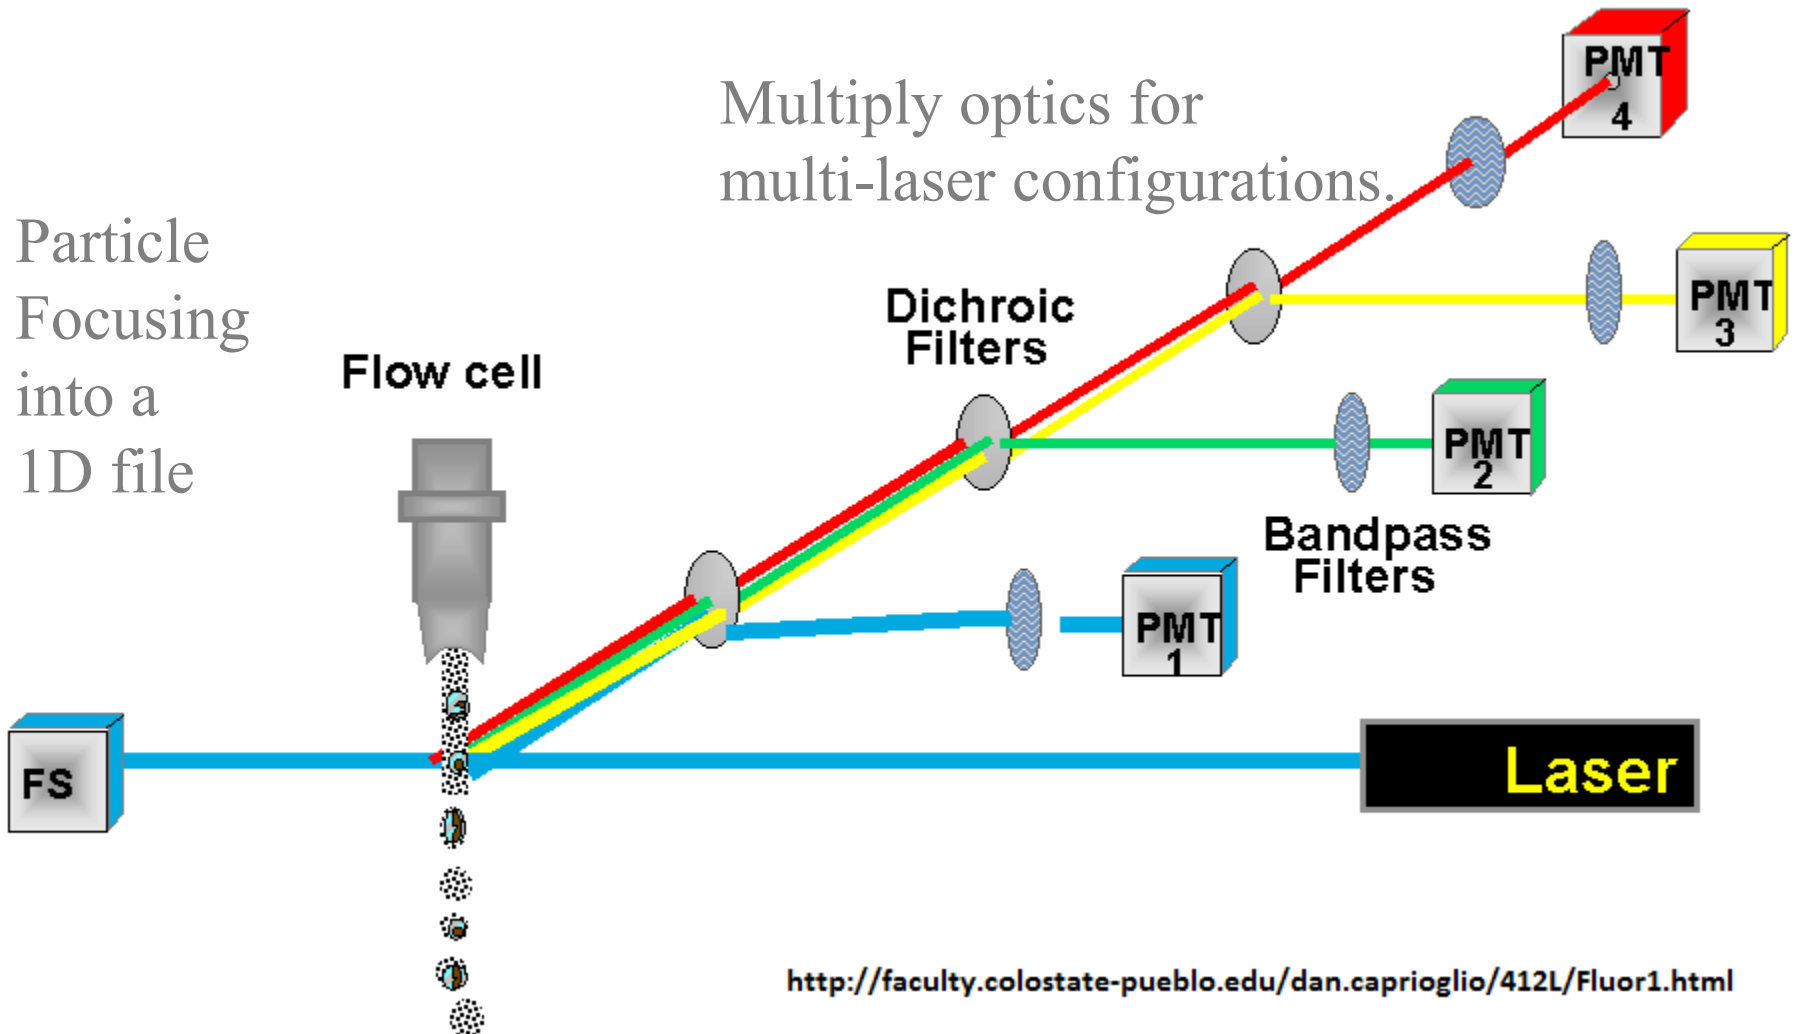 Multiply optics for
multi-laser configurations.
Particle
Focusing
into a
1D file
Flow cell
Dichroic
Filters
PMT
4
PMT
3
PMT
2
Bandpass
Filters
PMT
1
FS
Laser
http://faculty.colostate-pueblo.edu/dan.caprioglio/412L/Fluor1.html